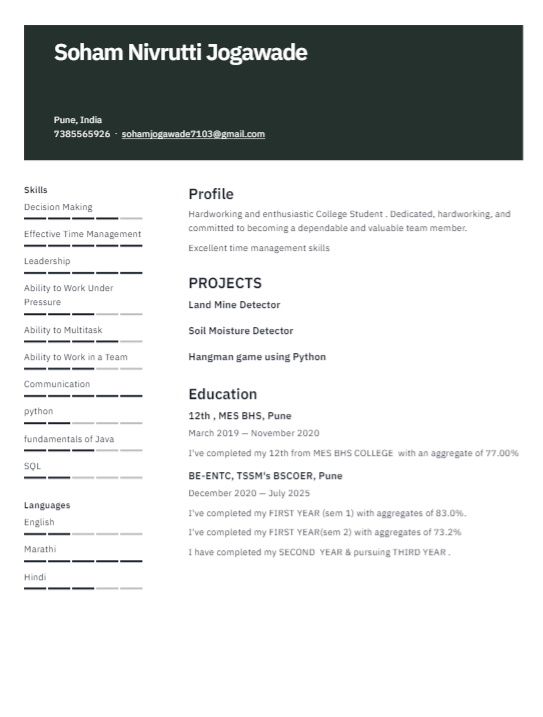 Soham Nivrutti Jogawade
Pune, India
7385565926 · sohamjogawade7103@gmail.com
Skills
Decision Making
Effective Time Management
Leadership
Ability to Work Under
Pressure
Ability to Multitask
Ability to Work in a Team
Communication
python
fundamentals of Java
SQL
Languages
English
Marathi
Hindi
Profile
Hardworking and enthusiastic College Student . Dedicated, hardworking, and
committed to becoming a dependable and valuable team member.
Excellent time management skills
PROJECTS
Land Mine Detector
Soil Moisture Detector
Hangman game using Python
Education
12th , MES BHS, Pune
March 2019 — November 2020
I've completed my 12th from MES BHS COLLEGE with an aggregate of 77.00%
BE-ENTC, TSSM's BSCOER, Pune
December 2020 — July 2025
I've completed my FIRST YEAR (sem 1) with aggregates of 83.0%.
I've completed my FIRST YEAR(sem 2) with aggregates of 73.2%
I have completed my SECOND YEAR & pursuing THIRD YEAR .